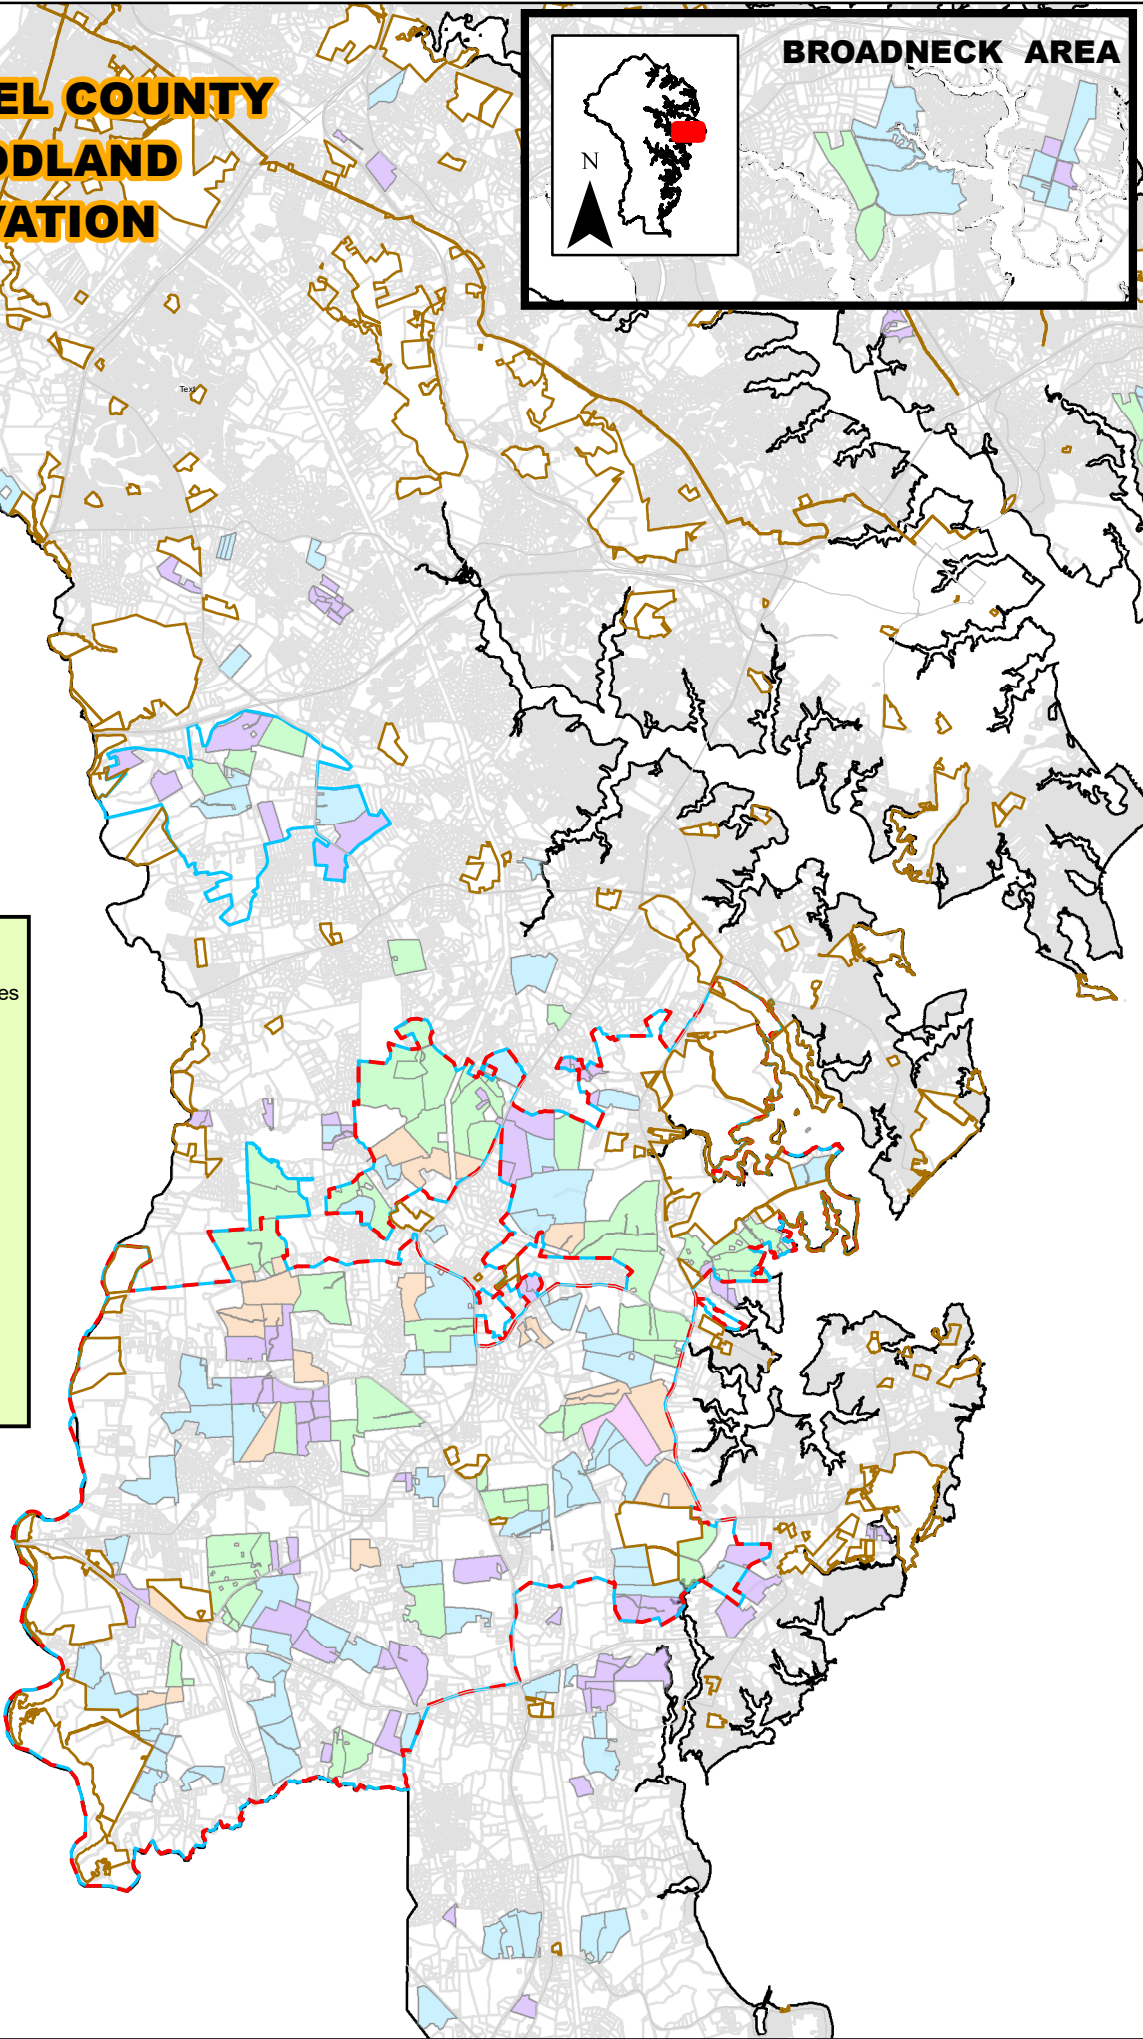 EL COUNTY
ODLAND
VATION
BROADNECK AREA
N
Text
es